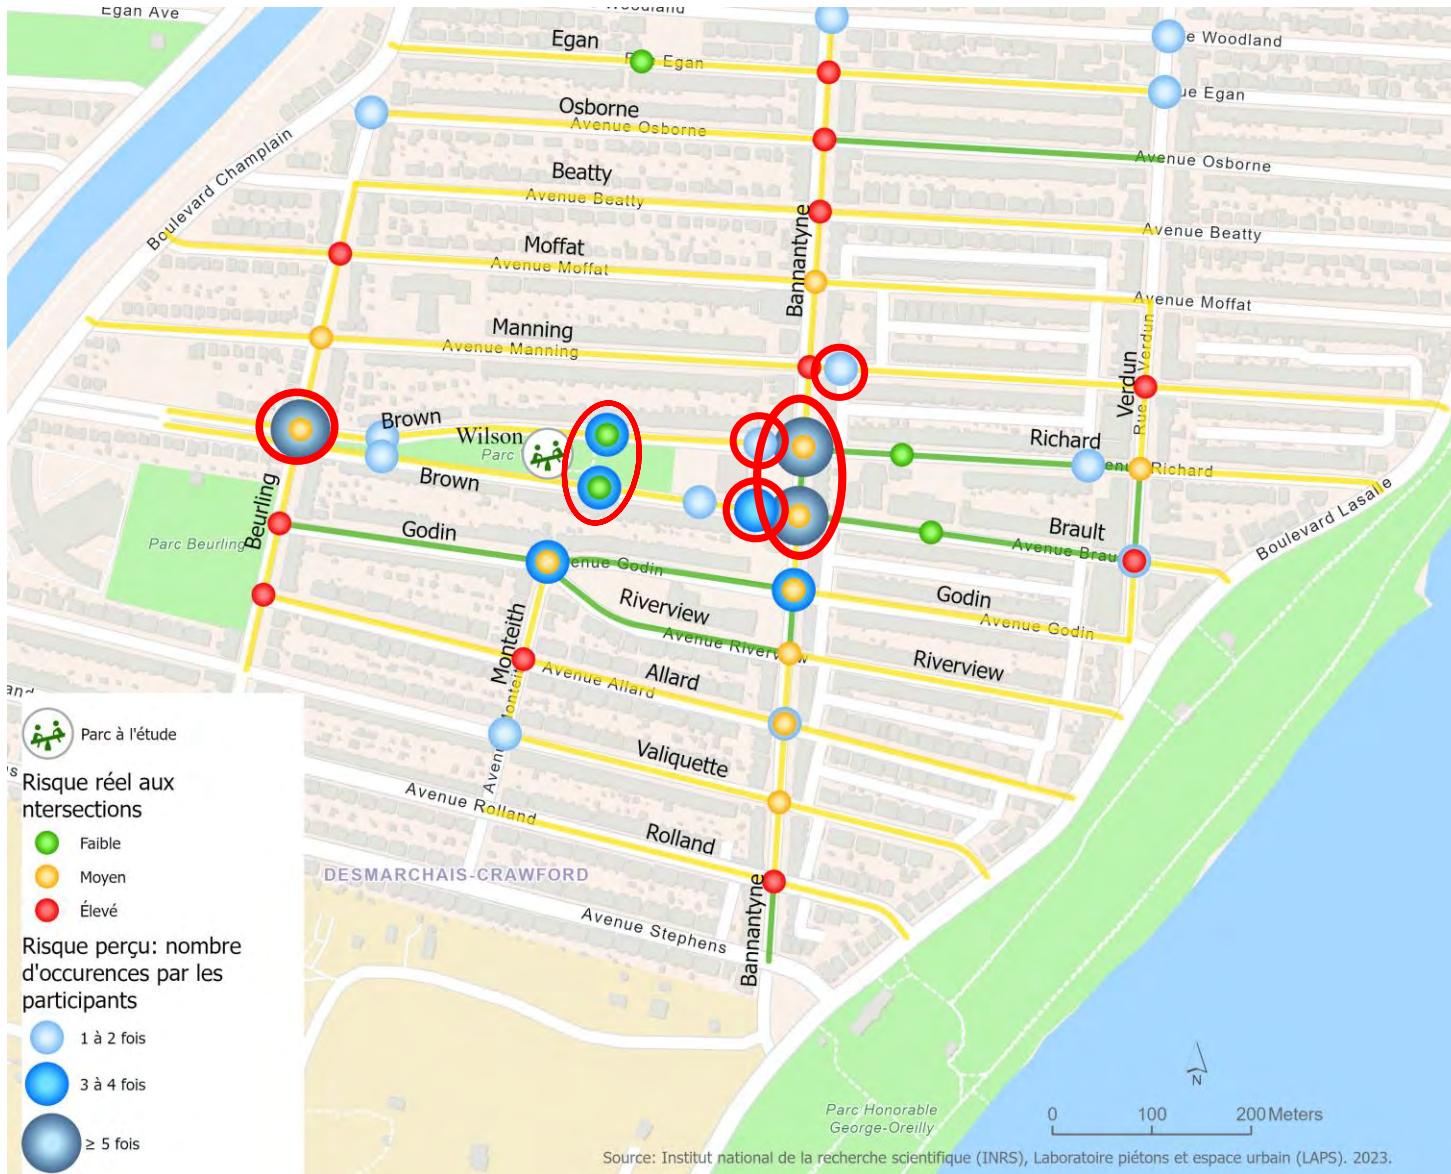 Egan Ave
Woodland
e Woodland
Egan
Rue Egan
ue Egan
Osborne
Avenue Osborne
Avenue Osborne
Boulevard Champlain
Beatty
Avenue Beatty
Avenue Beatty
Bannantyne
Moffat
Avenue Moffat
Avenue Moffat
Manning
Avenue Manning
Verdun
Rue Verdun
Brown
Wilson
Parc
Richard
Richard
Brown
Beurling
Parc Beurling
Godin
enue Godin
Brault
Avenue Brau
Boulevard Lasalle
Riverview
Avenue Riverview
Godin
Avenue Godin
Monteith
Allard
Avenue Allard
Riverview
Valiquette
Avenue Rolland
Rolland
DESMARCHAIS-CRAWFORD
Avenue Stephens
Bannantyne
Parc à l'étude
Risque réel aux
ntersections
Faible
Moyen
Élevé
Risque perçu: nombre
d'occurences par les
participants
1 à 2 fois
3 à 4 fois
≥ 5 fois
Parc Honorable
George-Oreilly
N
0 100 200 Meters
Source: Institut national de la recherche scientifique (INRS), Laboratoire piétons et espace urbain (LAPS). 2023.